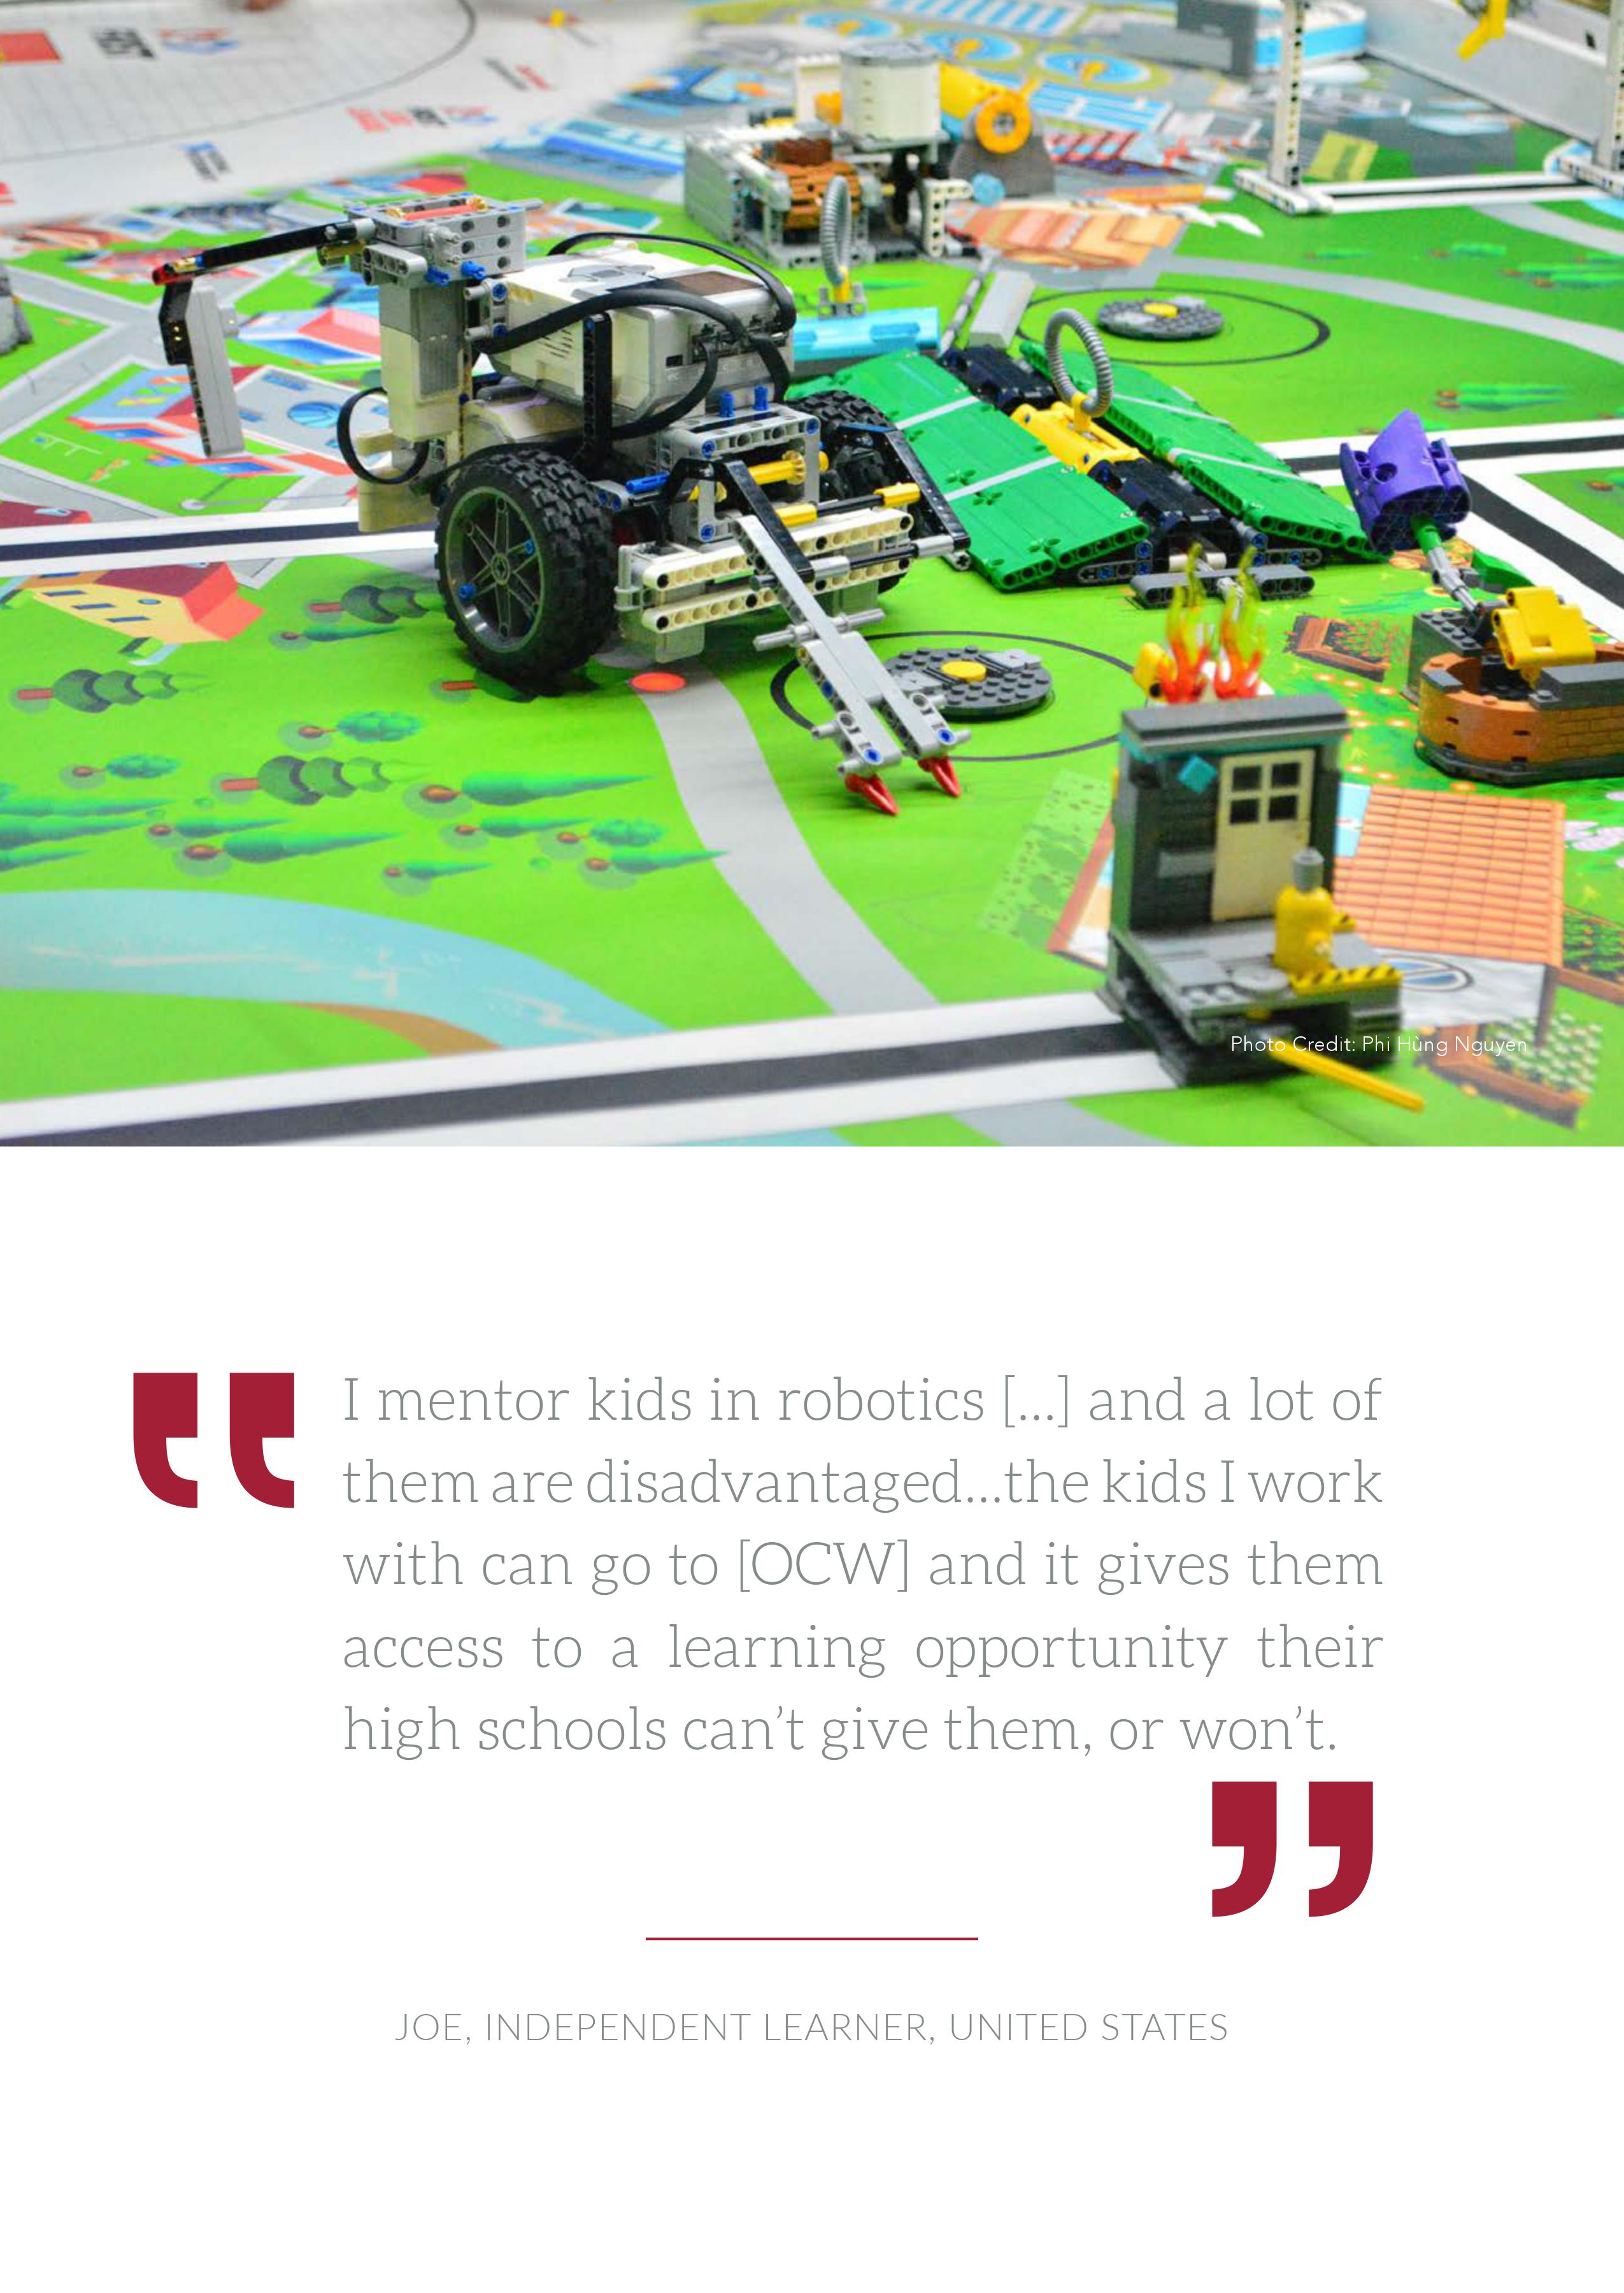 Photo Credit: Phi Hùng Nguyen
I mentor kids in robotics [...] and a lot of
them are disadvantaged...the kids I work
with can go to [OCW] and it gives them
access to a learning opportunity their
high schools can’t give them, or won’t.
JOE, INDEPENDENT LEARNER, UNITED STATES